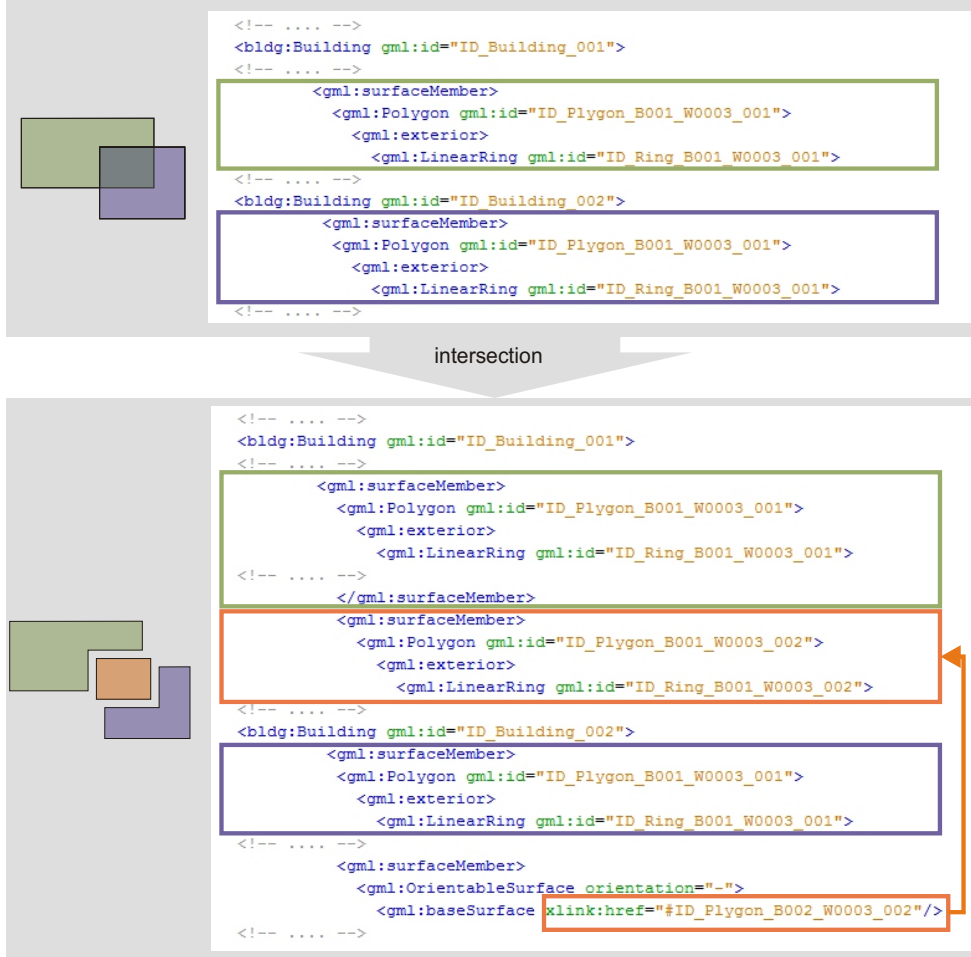 <!-- .... -->
<bldg:Building gml:id="ID_Building_001">
<!-- .... -->
<gml:surfaceMember>
<gml:Polygon gml:id="ID_Plygon_B001_W0003_001">
<gml:exterior>
<gml:LinearRing gml:id="ID_Ring_B001_W0003_001">
<!-- .... -->
<bldg:Building gml:id="ID_Building_002">
<gml:surfaceMember>
<gml:Polygon gml:id="ID_Plygon_B001_W0003_001">
<gml:exterior>
<gml:LinearRing gml:id="ID_Ring_B001_W0003_001">
<!-- .... -->
intersection
<!-- .... -->
<bldg:Building gml:id="ID_Building_001">
<!-- .... -->
<gml:surfaceMember>
<gml:Polygon gml:id="ID_Plygon_B001_W0003_001">
<gml:exterior>
<gml:LinearRing gml:id="ID_Ring_B001_W0003_001">
<!-- .... -->
</gml:surfaceMember>
<gml:surfaceMember>
<gml:Polygon gml:id="ID_Plygon_B001_W0003_002">
<gml:exterior>
<gml:LinearRing gml:id="ID_Ring_B001_W0003_002">
<!-- .... -->
<bldg:Building gml:id="ID_Building_002">
<gml:surfaceMember>
<gml:Polygon gml:id="ID_Plygon_B001_W0003_001">
<gml:exterior>
<gml:LinearRing gml:id="ID_Ring_B001_W0003_001">
<!-- .... -->
<gml:surfaceMember>
<gml:OrientableSurface orientation="-">
<gml:baseSurface xlink:href="#ID_Plygon_B002_W0003_002"/>
<!-- .... -->